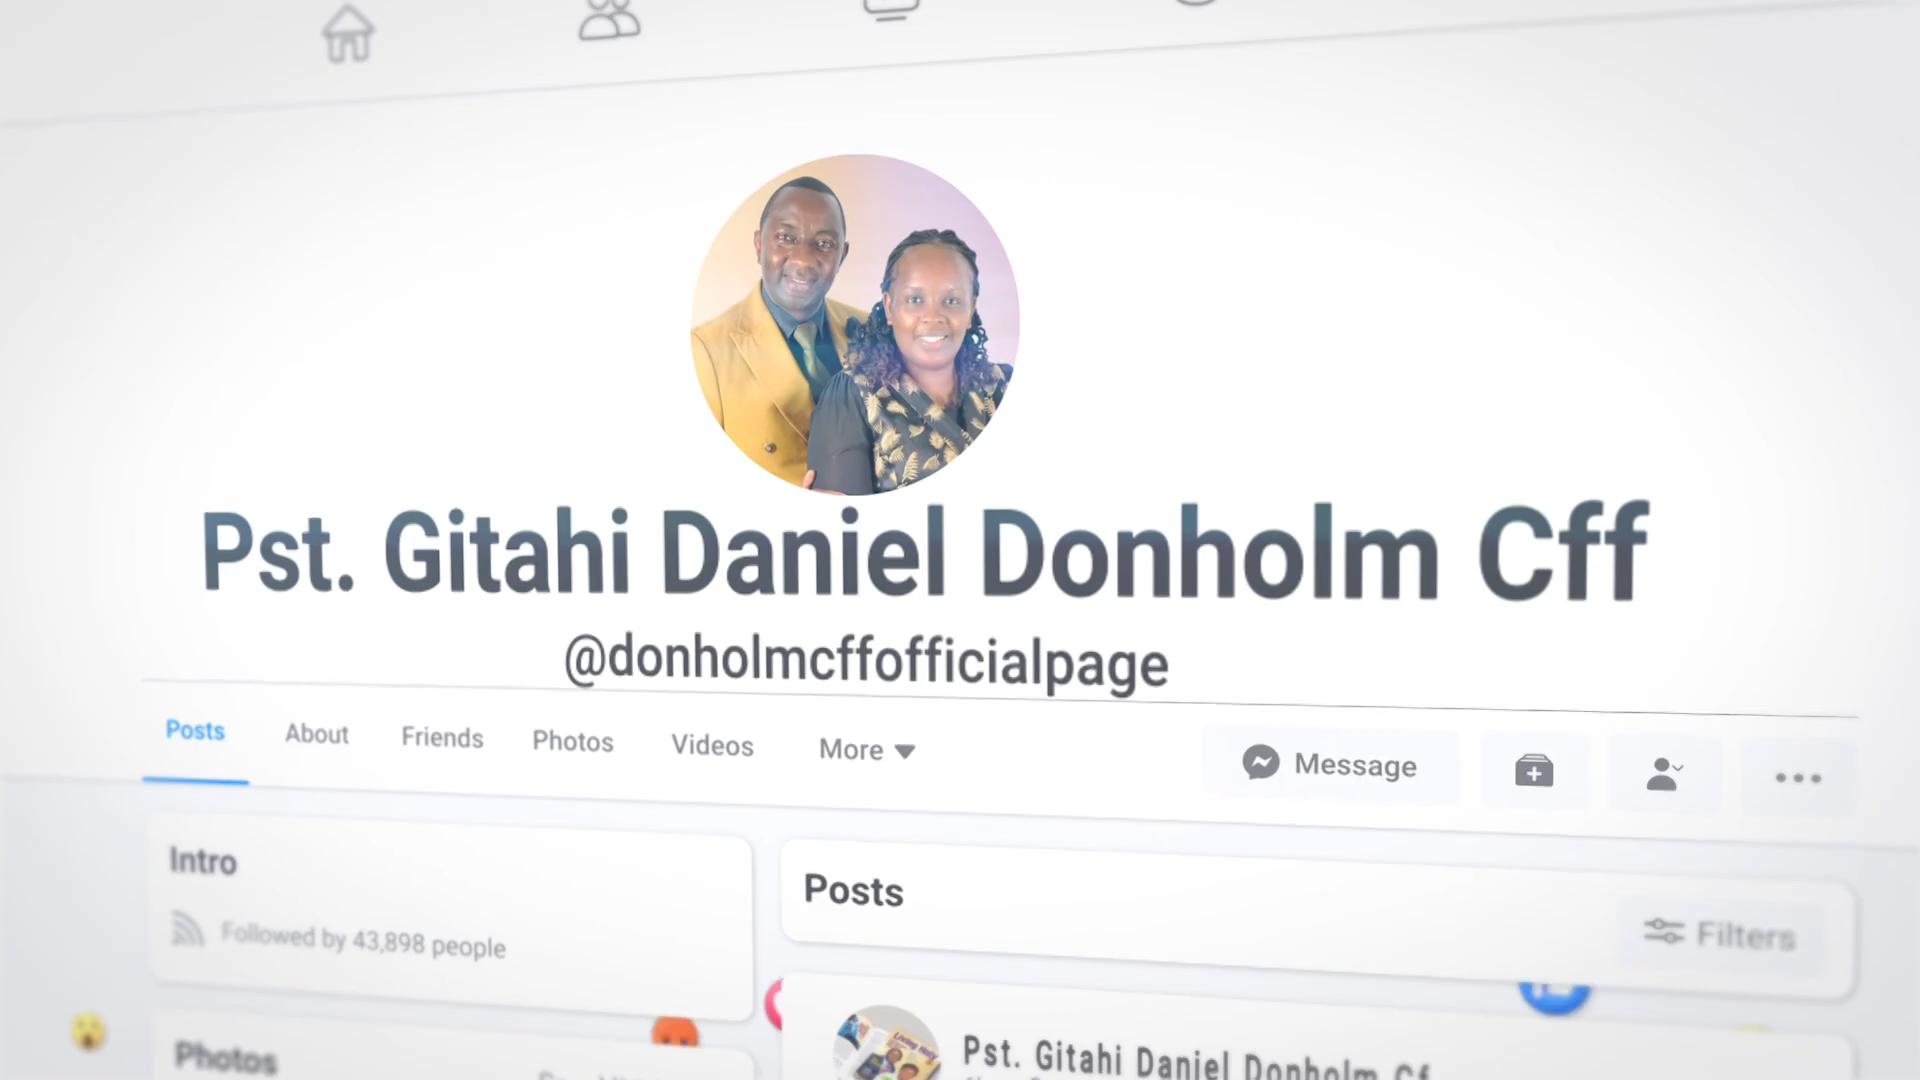 Pst. Gitahi Daniel Donholm Cff
@donholmcffofficialpage
Posts About Friends Photos Videos More Message
Intro
Followed by 43,898 people
Posts
Filters
Photos
Pst. Gitahi Daniel Donholm Cf